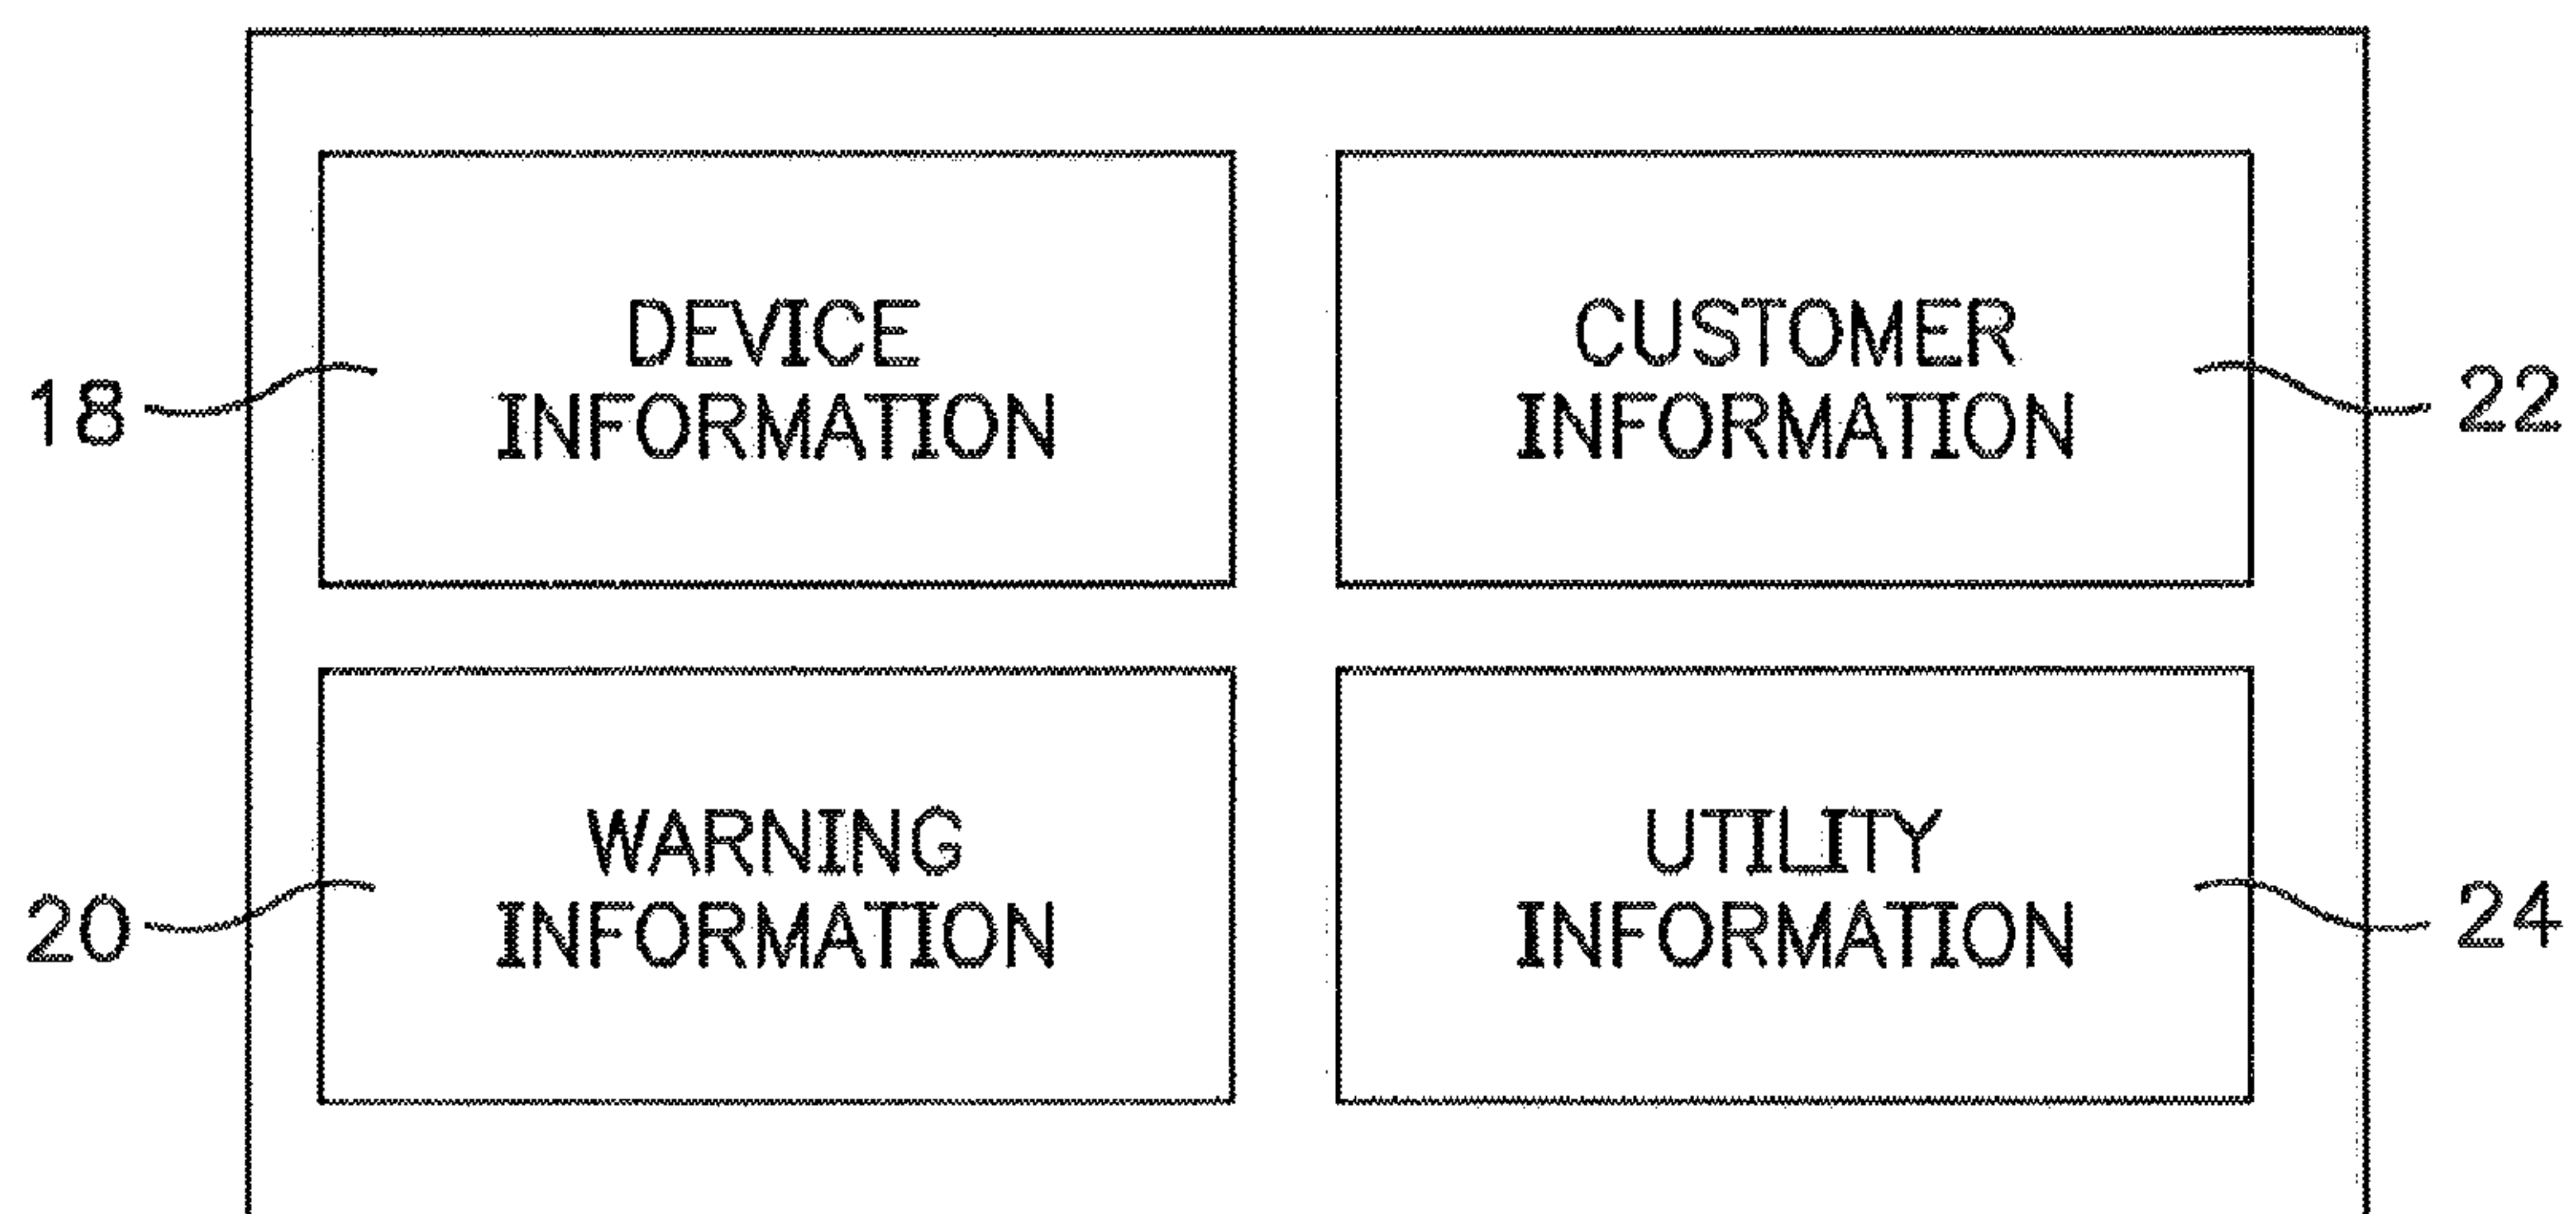 DEVICE
INFORMATION
CUSTOMER
INFORMATION
18
22
WARNING
INFORMATION
UTILITY
INFORMATION
20
24